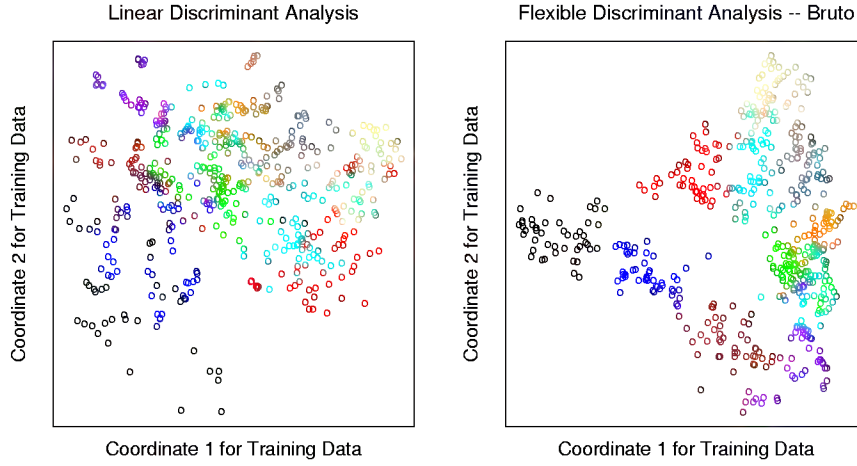 Linear Discriminant Analysis
Coordinate 2 for Training Data
Coordinate 1 for Training Data
Flexible Discriminant Analysis -- Bruto
Coordinate 2 for Training Data
Coordinate 1 for Training Data